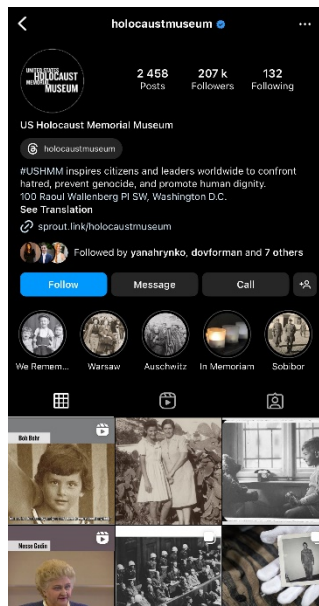 holocaustmuseum
UNITED STATES
HOLOCAUST
MEMORIAL
MUSEUM
2 458 207 k 132
Posts Followers Following
US Holocaust Memorial Museum
holocaustmuseum
#USHMM inspires citizens and leaders worldwide to confront
hatred, prevent genocide, and promote human dignity.
100 Raoul Wallenberg Pl SW, Washington D.C.
See Translation
sprout.link/holocaustmuseum
Followed by yanahrynko, dovforman and 7 others
Follow Message Call
We Remem... Warsaw Auschwitz In Memoriam Sobibor
Nesse Godin